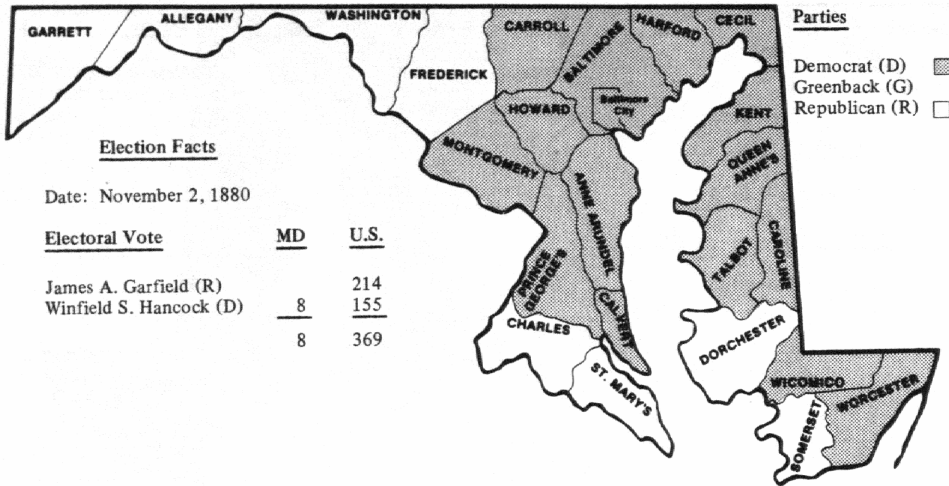 GARRETT
ALLEGANY
WASHINGTON
FREDERICK
CARROLL
BALTIMORE
HARFORD
CECIL
Baltimore
City
HOWARD
MONTGOMERY
KENT
QUEEN
ANNE'S
ANNE ARUNDEL
PRINCE
GEORGE'S
CALVERT
CHARLES
ST. MARY'S
TALBOT
CAROLINE
DORCHESTER
WICOMICO
WORCESTER
SOMERSET
Parties
Democrat (D)
Greenback (G)
Republican (R)
Election Facts
Date: November 2, 1880
Electoral Vote MD U.S.
James A. Garfield (R) 214
Winfield S. Hancock (D) 8 155
8 369